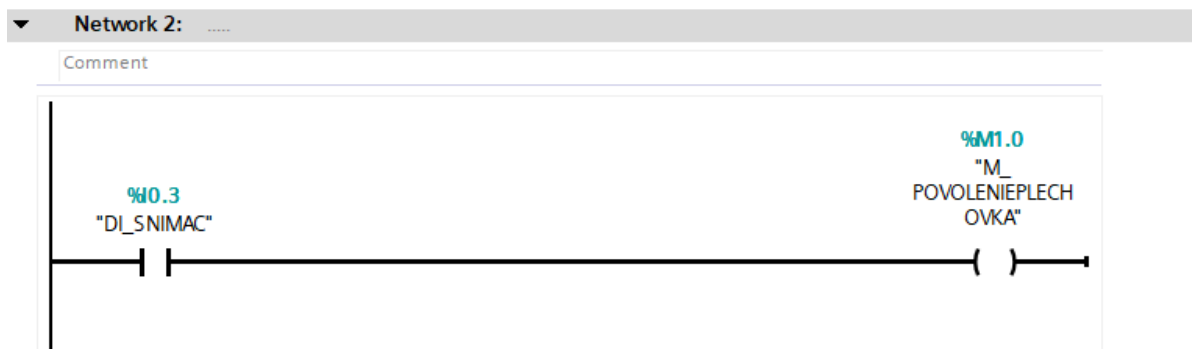 Network 2: .....
Comment
%M1.0
"M_
POVOLENIEPLECH
OVKA"
%I0.3
"DI_SNIMAC"